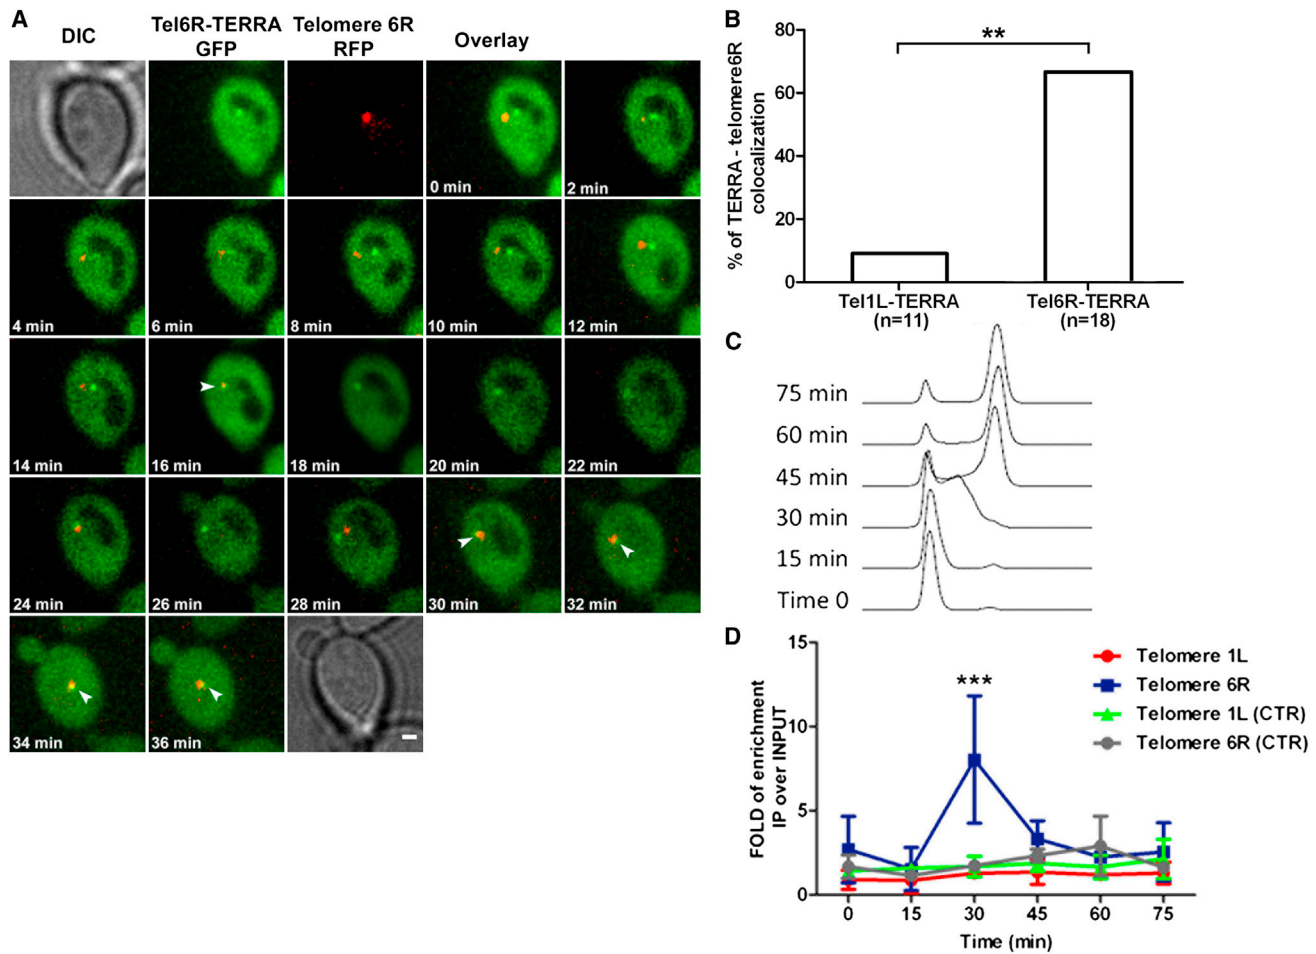 A
DIC
Tel6R-TERRA
GFP
Telomere 6R
RFP
Overlay
0 min
2 min
4 min
6 min
8 min
10 min
12 min
14 min
16 min
18 min
20 min
22 min
24 min
26 min
28 min
30 min
32 min
34 min
36 min
B
% of TERRA - telomere6R
colocalization
80
60
40
20
0
**
Tel1L-TERRA
(n=11)
Tel6R-TERRA
(n=18)
C
75 min
60 min
45 min
30 min
15 min
Time 0
D
FOLD of enrichment
IP over INPUT
15
10
5
0
***
0
15
30
45
60
75
Time (min)
Telomere 1L
Telomere 6R
Telomere 1L (CTR)
Telomere 6R (CTR)